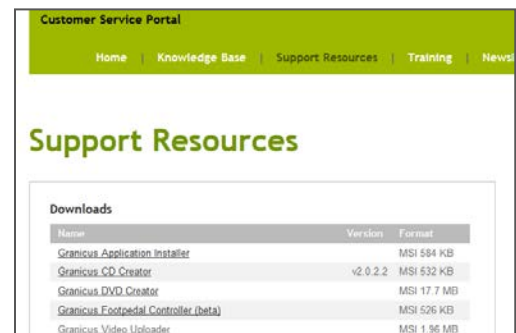 Customer Service Portal
Home | Knowledge Base | Support Resources | Training | Newsl
Support Resources
Downloads
Name Version Format
Granicus Application Installer MSI 584 KB
Granicus CD Creator v2.0.2.2 MSI 532 KB
Granicus DVD Creator MSI 17.7 MB
Granicus Footpedal Controller (beta) MSI 526 KB
Granicus Video Uploader MSI 1.96 MB